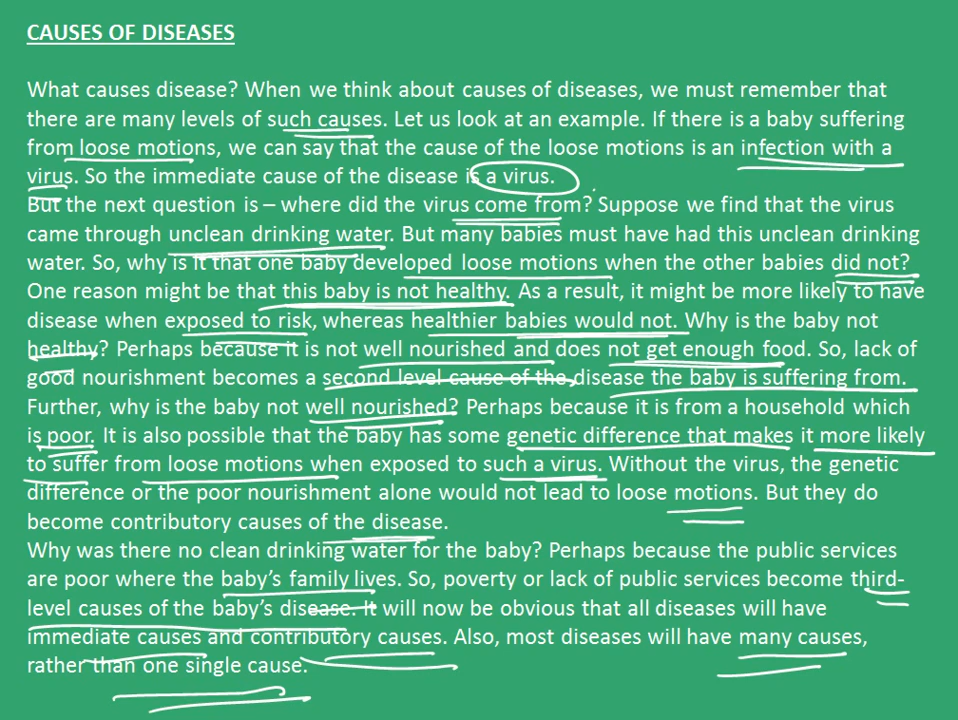 CAUSES OF DISEASES
What causes disease? When we think about causes of diseases, we must remember that
there are many levels of such causes. Let us look at an example. If there is a baby suffering
from loose motions, we can say that the cause of the loose motions is an infection with a
virus. So the immediate cause of the disease is a virus.
But the next question is – where did the virus come from? Suppose we find that the virus
came through unclean drinking water. But many babies must have had this unclean drinking
water. So, why is it that one baby developed loose motions when the other babies did not?
One reason might be that this baby is not healthy. As a result, it might be more likely to have
disease when exposed to risk, whereas healthier babies would not. Why is the baby not
healthy? Perhaps because it is not well nourished and does not get enough food. So, lack of
good nourishment becomes a second level cause of the disease the baby is suffering from.
Further, why is the baby not well nourished? Perhaps because it is from a household which
is poor. It is also possible that the baby has some genetic difference that makes it more likely
to suffer from loose motions when exposed to such a virus. Without the virus, the genetic
difference or the poor nourishment alone would not lead to loose motions. But they do
become contributory causes of the disease.
Why was there no clean drinking water for the baby? Perhaps because the public services
are poor where the baby's family lives. So, poverty or lack of public services become third-
level causes of the baby's disease. It will now be obvious that all diseases will have
immediate causes and contributory causes. Also, most diseases will have many causes,
rather than one single cause.